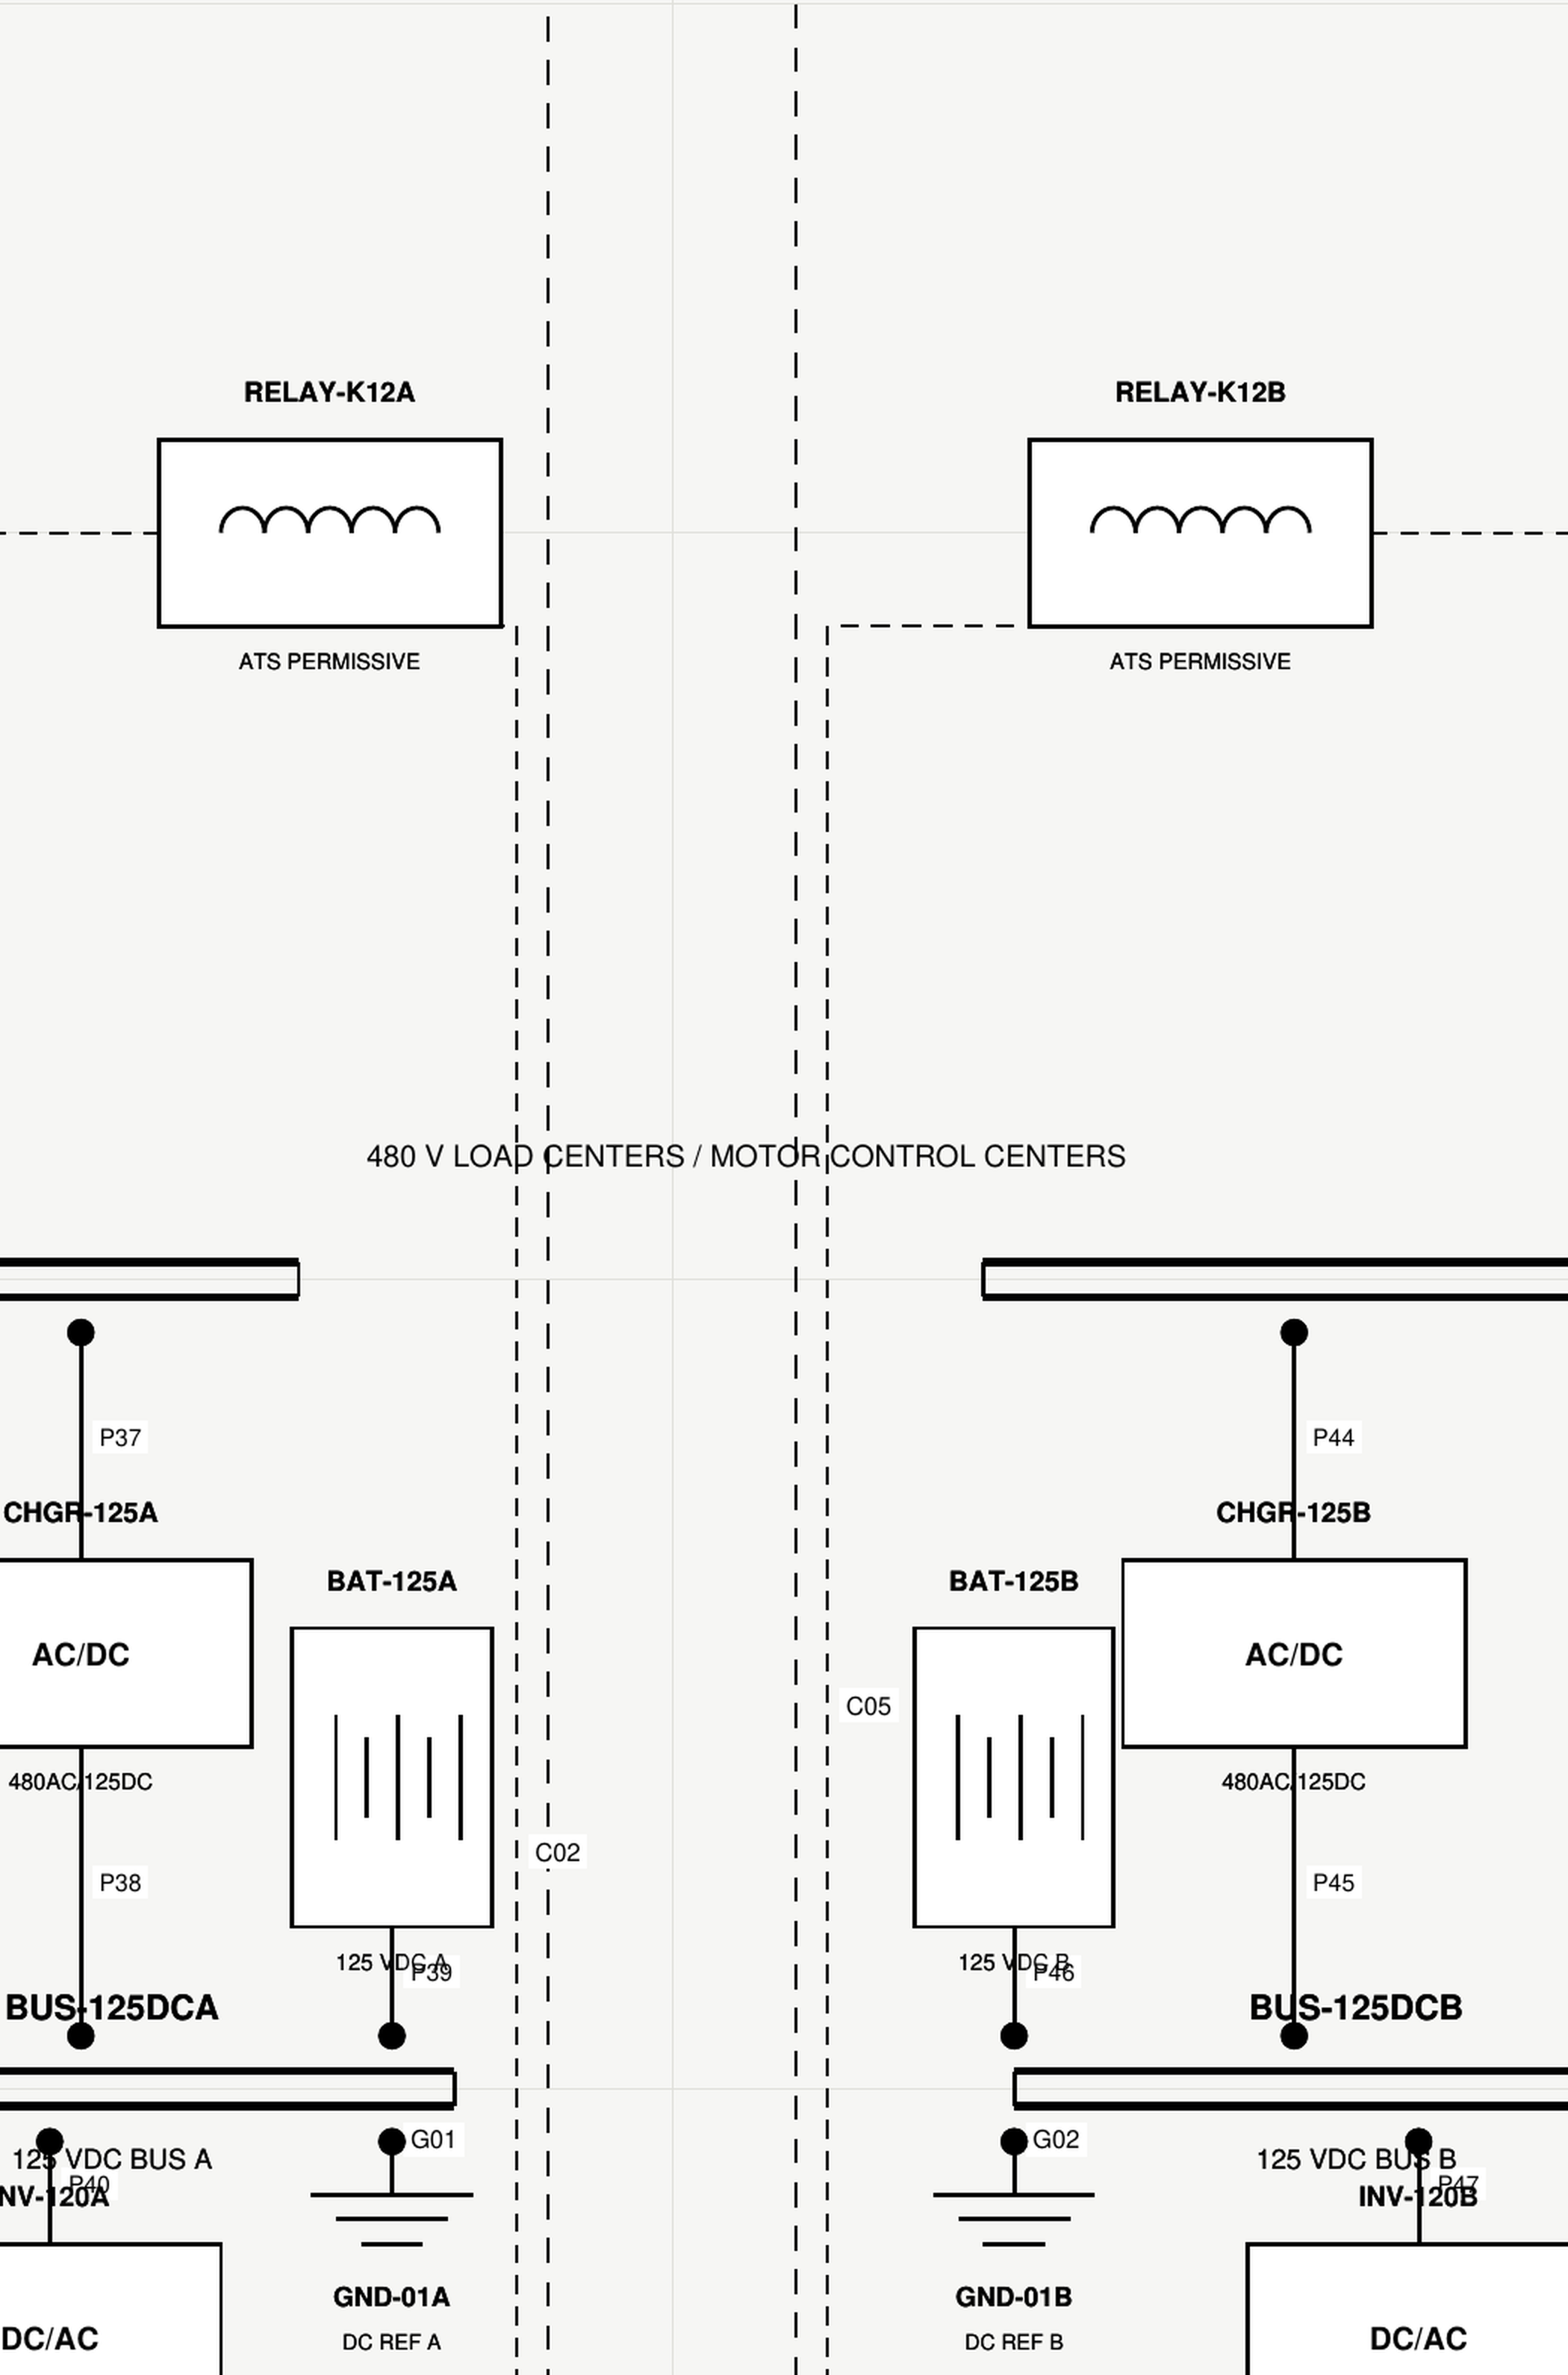 RELAY-K12A
RELAY-K12B
ATS PERMISSIVE
ATS PERMISSIVE
480 V LOAD CENTERS / MOTOR CONTROL CENTERS
P37
P44
CHGR-125A
CHGR-125B
BAT-125A
BAT-125B
AC/DC
AC/DC
C05
480AC/125DC
480AC/125DC
C02
P38
P45
125 VDC A
P39
125 VDC B
P46
BUS-125DCA
BUS-125DCB
G01
G02
125 VDC BUS A
125 VDC BUS B
P40
P47
NV-120A
INV-120B
GND-01A
GND-01B
DC/AC
DC/AC
DC REF A
DC REF B